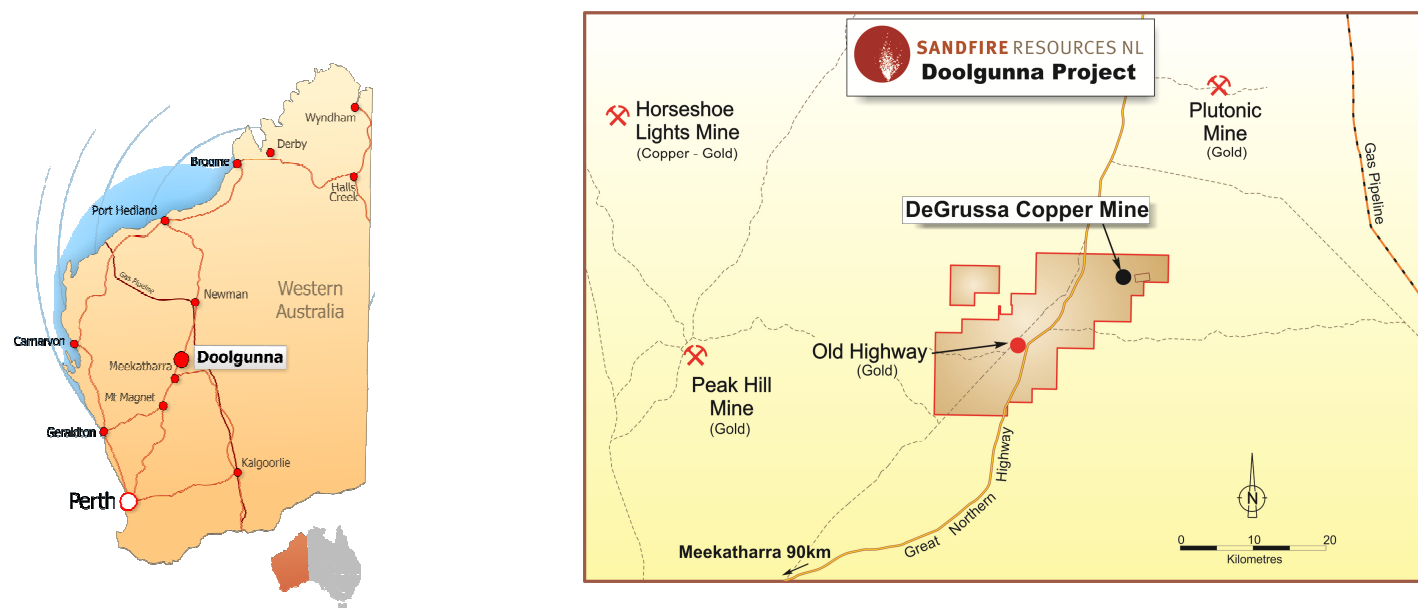 Wyndham
Derby
Broome
Halls
Creek
Port Hedland
Gas Pipeline
Newman
Western
Australia
Carnarvon
Doolgunna
Meekatharra
Mt Magnet
Geraldton
Kalgoorlie
Perth
SANDFIRE RESOURCES NL
Doolgunna Project
Horseshoe
Lights Mine
(Copper - Gold)
Plutonic
Mine
(Gold)
Gas Pipeline
DeGrussa Copper Mine
Old Highway
(Gold)
Peak Hill
Mine
(Gold)
Great Northern Highway
N
0 10 20
Kilometres
Meekatharra 90km